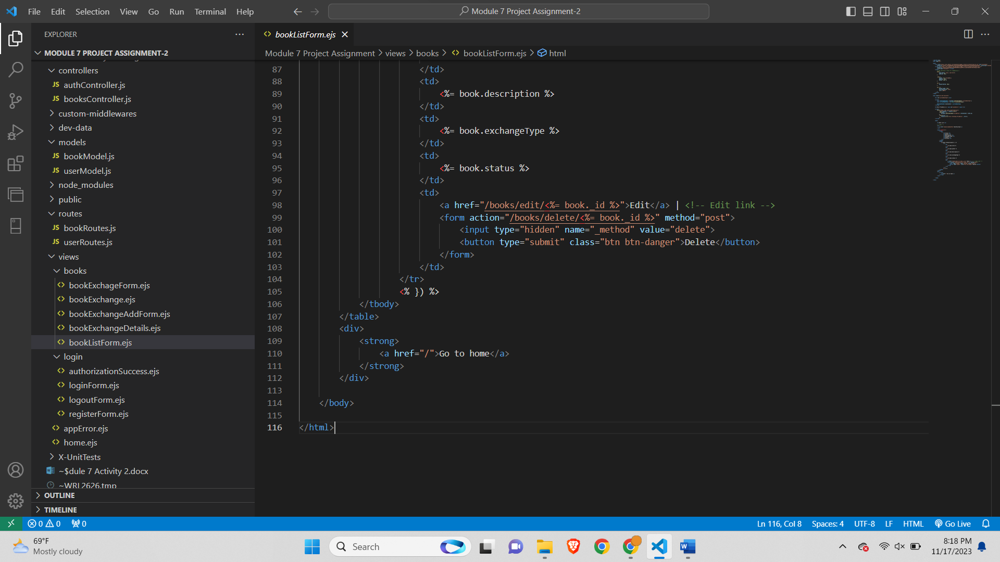 File Edit Selection View Go Run Terminal Help
Module 7 Project Assignment-2
EXPLORER
bookListForm.ejs
MODULE 7 PROJECT ASSIGNMENT-2
Module 7 Project Assignment > views > books > bookListForm.ejs > html
controllers
JS authController.js
JS booksController.js
custom-middlewares
dev-data
models
JS bookModel.js
JS userModel.js
node_modules
public
routes
JS bookRoutes.js
JS userRoutes.js
views
books
bookExchageForm.ejs
bookExchange.ejs
bookExchangeAddForm.ejs
bookExchangeDetails.ejs
bookListForm.ejs
login
authorizationSuccess.ejs
loginForm.ejs
logoutForm.ejs
registerForm.ejs
appError.ejs
home.ejs
X-UnitTests
~$dule 7 Activity 2.docx
~WRL2626.tmp
OUTLINE
TIMELINE
87 </td>
88 <td>
89 <%= book.description %>
90 </td>
91 <td>
92 <%= book.exchangeType %>
93 </td>
94 <td>
95 <%= book.status %>
96 </td>
97 <td>
98 <a href="/books/edit/<%= book._id %>">Edit</a> | <!-- Edit link -->
99 <form action="/books/delete/<%= book._id %>" method="post">
100 <input type="hidden" name="_method" value="delete">
101 <button type="submit" class="btn btn-danger">Delete</button>
102 </form>
103 </td>
104 </tr>
105 <% }) %>
106 </tbody>
107 </table>
108 <div>
109 <strong>
110 <a href="/">Go to home</a>
111 </strong>
112 </div>
113
114 </body>
115
116 </html>
0 0 0
Ln 116, Col 8 Spaces: 4 UTF-8 LF HTML Go Live
69°F
Mostly cloudy
Search
8:18 PM
11/17/2023